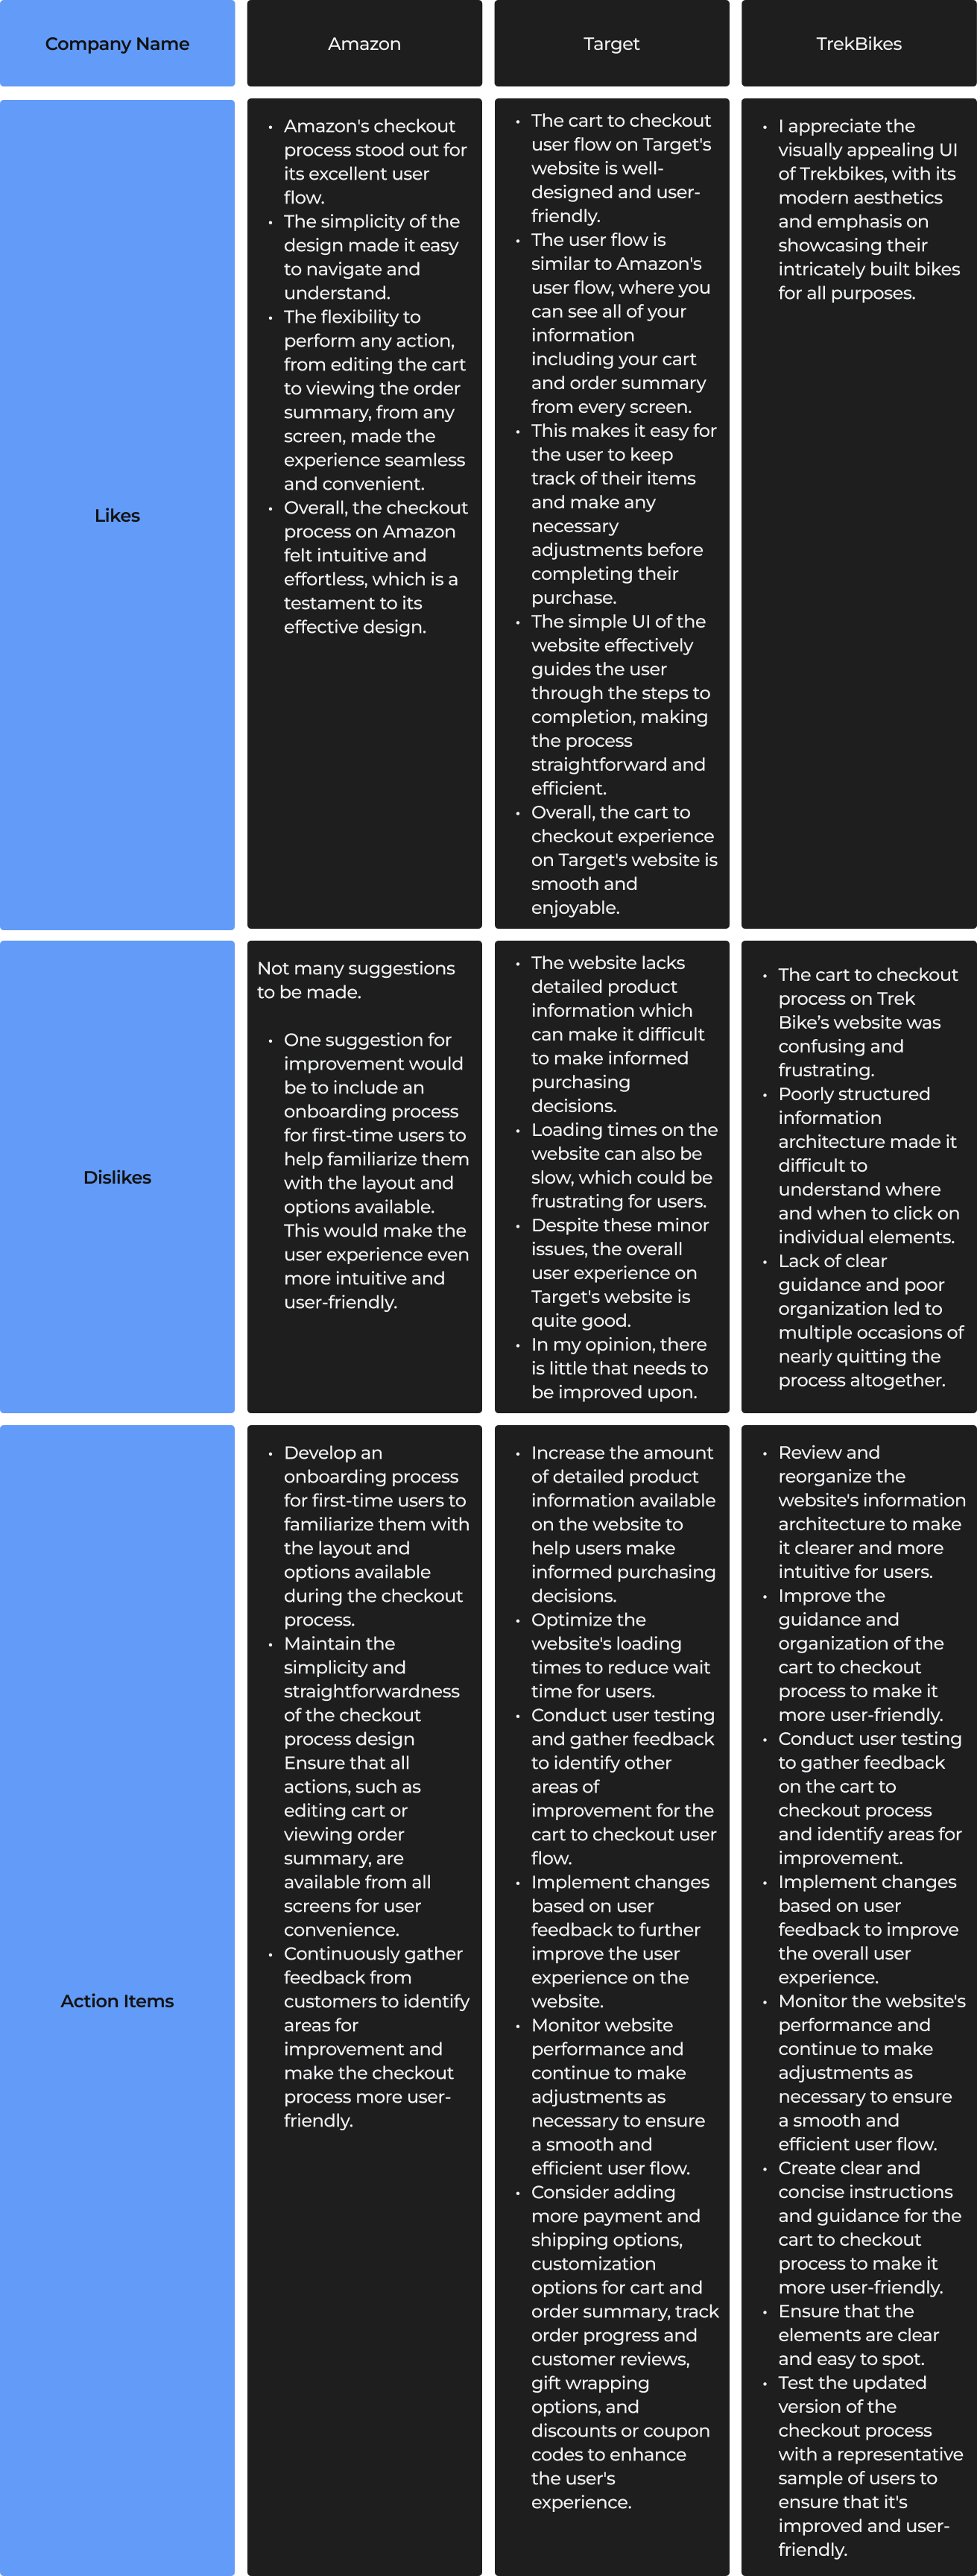 Company Name
Amazon
Target
TrekBikes
Likes
• Amazon's checkout
process stood out for
its excellent user
flow.
• The simplicity of the
design made it easy
to navigate and
understand.
• The flexibility to
perform any action,
from editing the cart
to viewing the order
summary, from any
screen, made the
experience seamless
and convenient.
• Overall, the checkout
process on Amazon
felt intuitive and
effortless, which is a
testament to its
effective design.
• The cart to checkout
user flow on Target's
website is well-
designed and user-
friendly.
• The user flow is
similar to Amazon's
user flow, where you
can see all of your
information
including your cart
and order summary
from every screen.
• This makes it easy for
the user to keep
track of their items
and make any
necessary
adjustments before
completing their
purchase.
• The simple UI of the
website effectively
guides the user
through the steps to
completion, making
the process
straightforward and
efficient.
• Overall, the cart to
checkout experience
on Target's website is
smooth and
enjoyable.
• I appreciate the
visually appealing UI
of Trekbikes, with its
modern aesthetics
and emphasis on
showcasing their
intricately built bikes
for all purposes.
Dislikes
Not many suggestions
to be made.
• One suggestion for
improvement would
be to include an
onboarding process
for first-time users to
help familiarize them
with the layout and
options available.
This would make the
user experience even
more intuitive and
user-friendly.
• The website lacks
detailed product
information which
can make it difficult
to make informed
purchasing
decisions.
• Loading times on the
website can also be
slow, which could be
frustrating for users.
• Despite these minor
issues, the overall
user experience on
Target's website is
quite good.
• In my opinion, there
is little that needs to
be improved upon.
• The cart to checkout
process on Trek
Bike’s website was
confusing and
frustrating.
• Poorly structured
information
architecture made it
difficult to
understand where
and when to click on
individual elements.
• Lack of clear
guidance and poor
organization led to
multiple occasions of
nearly quitting the
process altogether.
Action Items
• Develop an
onboarding process
for first-time users to
familiarize them with
the layout and
options available
during the checkout
process.
• Maintain the
simplicity and
straightforwardness
of the checkout
process design
Ensure that all
actions, such as
editing cart or
viewing order
summary, are
available from all
screens for user
convenience.
• Continuously gather
feedback from
customers to identify
areas for
improvement and
make the checkout
process more user-
friendly.
• Increase the amount
of detailed product
information available
on the website to
help users make
informed purchasing
decisions.
• Optimize the
website's loading
times to reduce wait
time for users.
• Conduct user testing
and gather feedback
to identify other
areas of
improvement for the
cart to checkout user
flow.
• Implement changes
based on user
feedback to further
improve the user
experience on the
website.
• Monitor website
performance and
continue to make
adjustments as
necessary to ensure
a smooth and
efficient user flow.
• Consider adding
more payment and
shipping options,
customization
options for cart and
order summary, track
order progress and
customer reviews,
gift wrapping
options, and
discounts or coupon
codes to enhance
the user's
experience.
• Review and
reorganize the
website's information
architecture to make
it clearer and more
intuitive for users.
• Improve the
guidance and
organization of the
cart to checkout
process to make it
more user-friendly.
• Conduct user testing
to gather feedback
on the cart to
checkout process
and identify areas for
improvement.
• Implement changes
based on user
feedback to improve
the overall user
experience.
• Monitor the website's
performance and
continue to make
adjustments as
necessary to ensure
a smooth and
efficient user flow.
• Create clear and
concise instructions
and guidance for the
cart to checkout
process to make it
more user-friendly.
• Ensure that the
elements are clear
and easy to spot.
• Test the updated
version of the
checkout process
with a representative
sample of users to
ensure that it's
improved and user-
friendly.